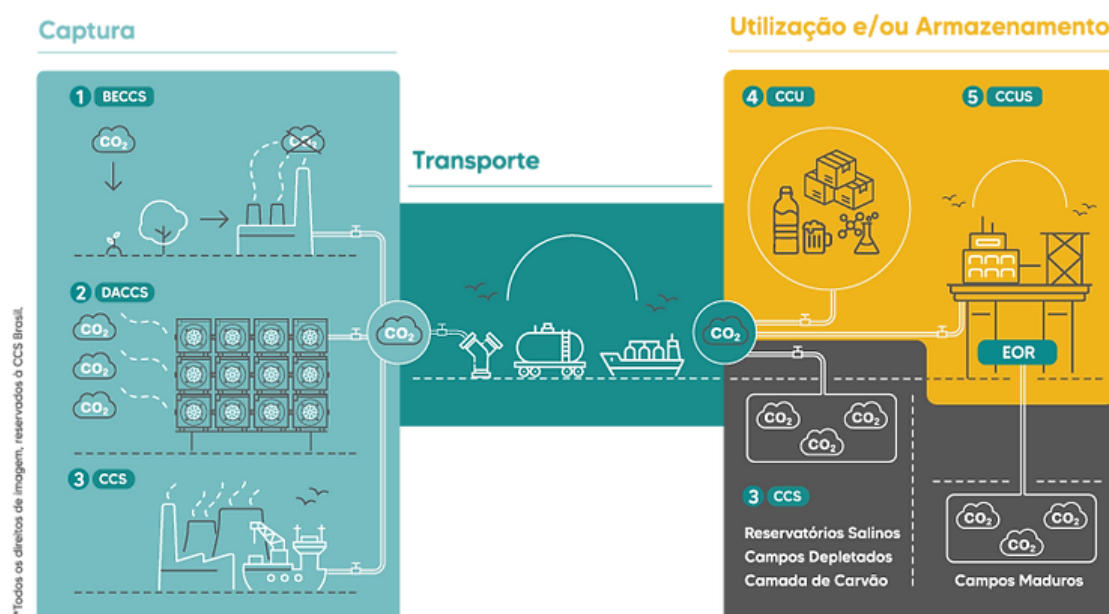 Captura
1 BECCS
CO₂
CO₂
2 DACCS
CO₂
CO₂
CO₂
3 CCS
CO₂
Transporte
CO₂
Utilização e/ou Armazenamento
4 CCU
5 CCUS
EOR
CO₂
CO₂
CO₂
3 CCS
Reservatórios Salinos
Campos Depletados
Camada de Carvão
CO₂
CO₂
CO₂
Campos Maduros
*Todos os direitos de imagem, reservados à CCS Brasil.